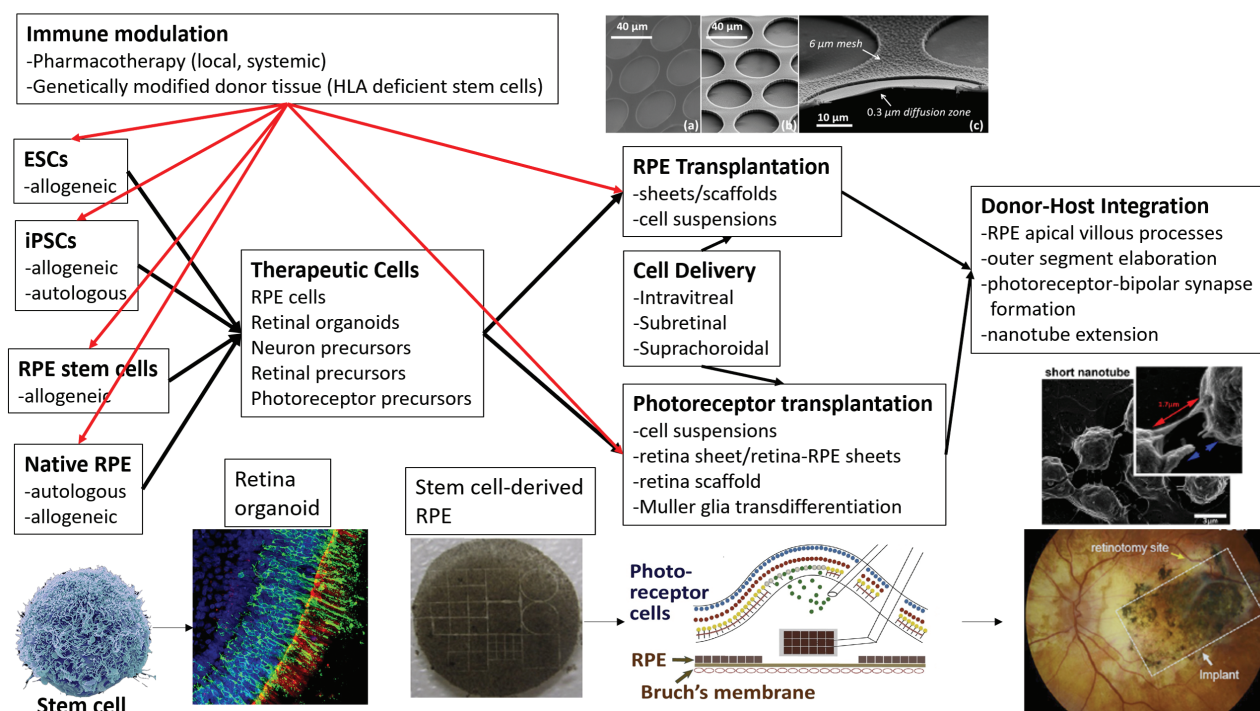 Immune modulation
-Pharmacotherapy (local, systemic)
-Genetically modified donor tissue (HLA deficient stem cells)
40 µm
40 µm
6 µm mesh
0.3 µm diffusion zone
10 µm
(a)
(b)
(c)
ESCs
-allogeneic
iPSCs
-allogeneic
-autologous
RPE stem cells
-allogeneic
Native RPE
-autologous
-allogeneic
Therapeutic Cells
RPE cells
Retinal organoids
Neuron precursors
Retinal precursors
Photoreceptor precursors
RPE Transplantation
-sheets/scaffolds
-cell suspensions
Cell Delivery
-Intravitreal
-Subretinal
-Suprachoroidal
Photoreceptor transplantation
-cell suspensions
-retina sheet/retina-RPE sheets
-retina scaffold
-Muller glia transdifferentiation
Donor-Host Integration
-RPE apical villous processes
-outer segment elaboration
-photoreceptor-bipolar synapse
formation
-nanotube extension
short nanotube
1.7µm
3µm
Retina
organoid
Stem cell-derived
RPE
Stem cell
Photo-
receptor
cells
RPE
Bruch's membrane
retinotomy site
Implant